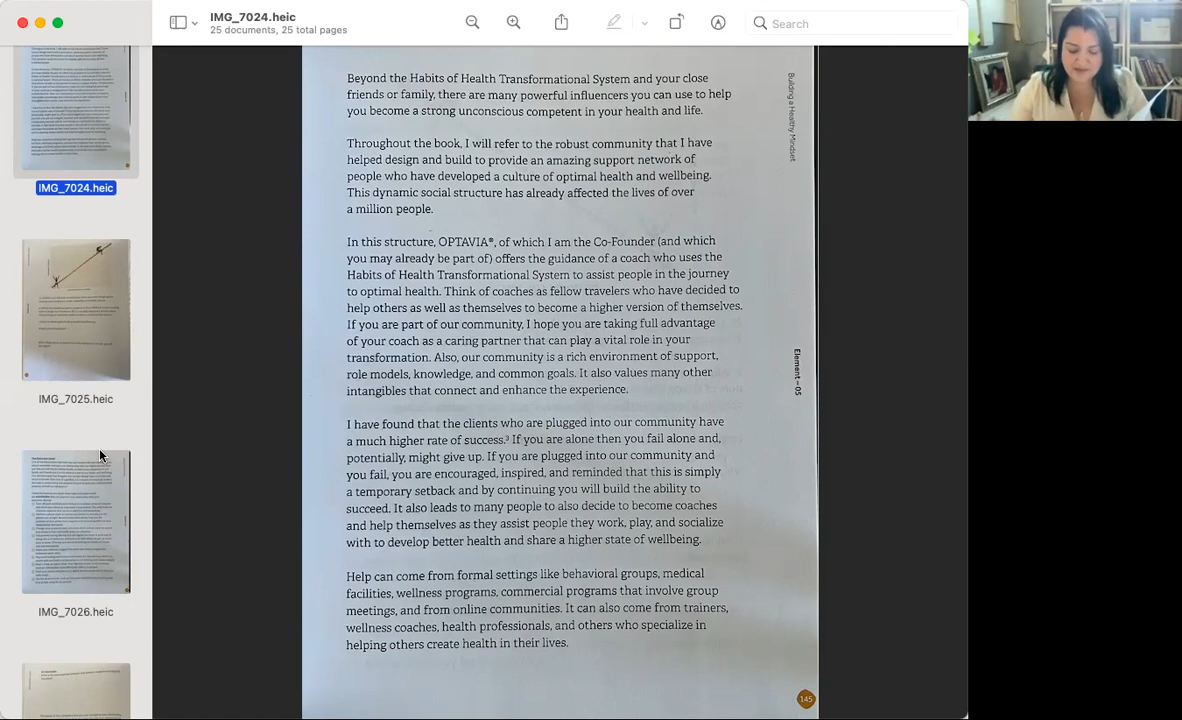 IMG_7024.heic
25 documents, 25 total pages
Search
IMG_7024.heic
IMG_7025.heic
IMG_7026.heic
Beyond the Habits of Health Transformational System and your close
friends or family, there are other powerful influencers you can use to help
you become a strong user who is competent in your health and life.
Throughout the book, I refer to the robust community that I have
helped design and build to provide an amazing support network of
people who have developed a culture of optimal health and wellbeing.
This dynamic social structure has already affected the lives of over
a million people.
In this structure, OPTAVIA®, of which I am the Co-Founder (and which
you may already be part of) offers the guidance of a coach who uses the
Habits of Health Transformational System to assist people in the journey
to optimal health. Think of coaches as fellow travelers who have decided to
help others as well as themselves to become a higher version of themselves.
If you are part of our community, I hope you are taking full advantage
of your coach as a caring partner that can play a vital role in your
transformation. Also, our community is a rich environment of support,
role models, knowledge, and common goals. It also values many other
intangibles that connect and enhance the experience.
I have found that the clients who are plugged into our community have
a much higher rate of success.³ If you are alone then you fail alone and,
potentially, might give up. If you are plugged into our community and
you fail, you are encouraged, inspired, and reminded that this is simply
a temporary setback and by continuing you will build the ability to
succeed. It also leads many people to also decide to become coaches
and help themselves as they assist people they work, play, and socialize
with to develop better health and share a higher state of wellbeing.
Help can come from formal settings like behavioral groups, medical
facilities, wellness programs, commercial programs that involve group
meetings, and from online communities. It can also come from trainers,
wellness coaches, health professionals, and others who specialize in
helping others create health in their lives.
Building a Healthy Mindset
Element – 05
145